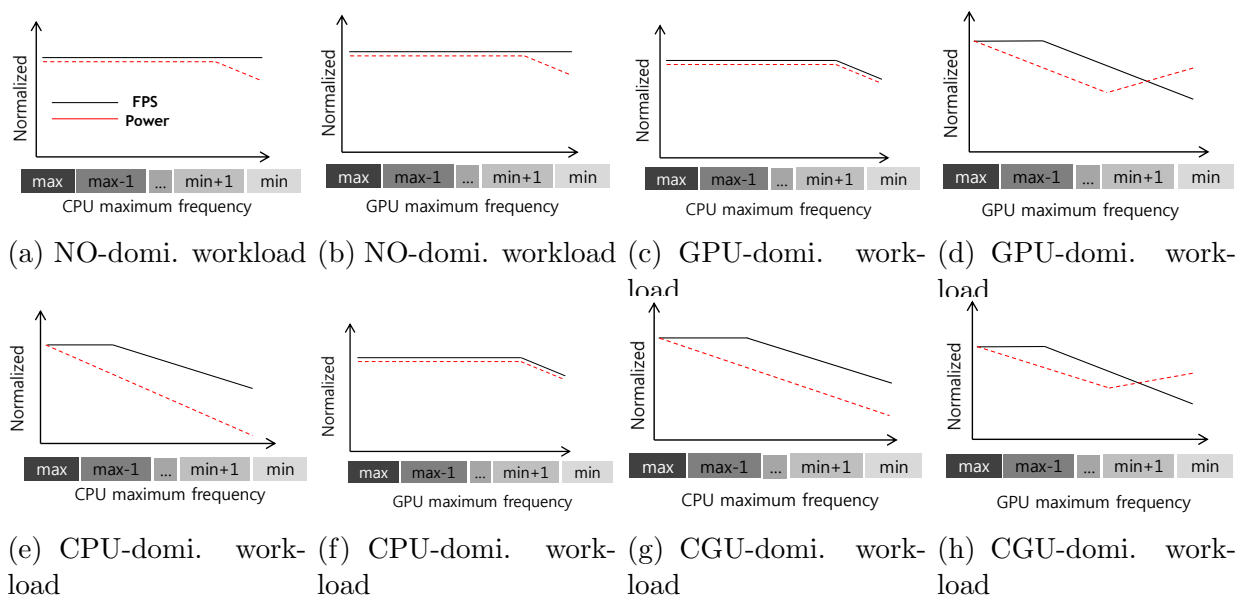 Normalized
FPS
Power
max max-1 ... min+1 min
CPU maximum frequency
(a) NO-domi. workload
Normalized
max max-1 ... min+1 min
GPU maximum frequency
(b) NO-domi. workload
Normalized
max max-1 ... min+1 min
CPU maximum frequency
(c) GPU-domi. work-
load
Normalized
max max-1 ... min+1 min
GPU maximum frequency
(d) GPU-domi. work-
load
Normalized
max max-1 ... min+1 min
CPU maximum frequency
(e) CPU-domi. work-
load
Normalized
max max-1 ... min+1 min
GPU maximum frequency
(f) CPU-domi. work-
load
Normalized
max max-1 ... min+1 min
CPU maximum frequency
(g) CGU-domi. work-
load
Normalized
max max-1 ... min+1 min
GPU maximum frequency
(h) CGU-domi. work-
load